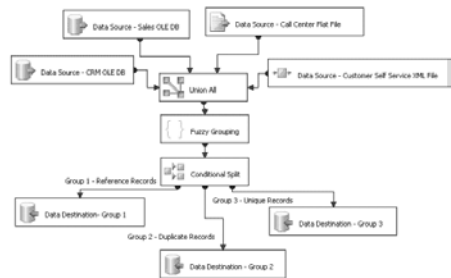 Data Source - Sales OLE DB
Data Source - Call Center Flat File
Data Source - CRM OLE DB
Union All
Data Source - Customer Self Service XML File
Fuzzy Grouping
Conditional Split
Group 1 - Reference Records
Group 3 - Unique Records
Data Destination- Group 1
Data Destination - Group 3
Group 2 - Duplicate Records
Data Destination - Group 2